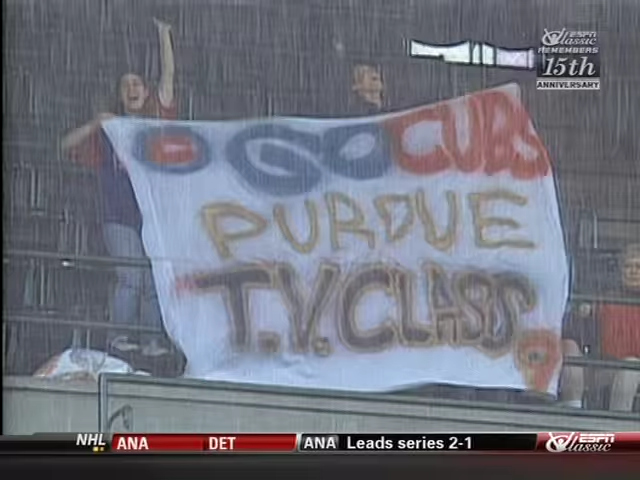 ESPN
Classic
REMEMBERS
15th
ANNIVERSARY
GO CUBS
PURDUE
T.V. CLASS
NHL ANA DET ANA Leads series 2-1 ESPN Classic